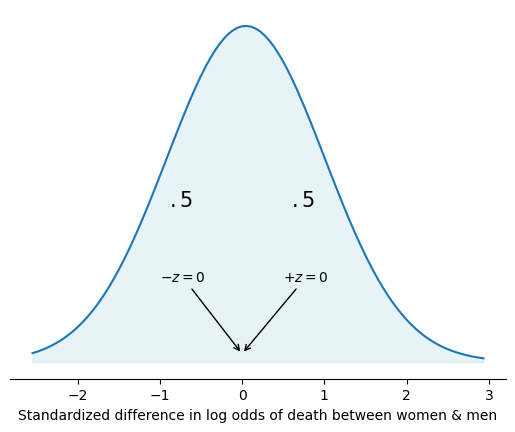 .5 .5
−z = 0 +z = 0
−2 −1 0 1 2 3
Standardized difference in log odds of death between women & men